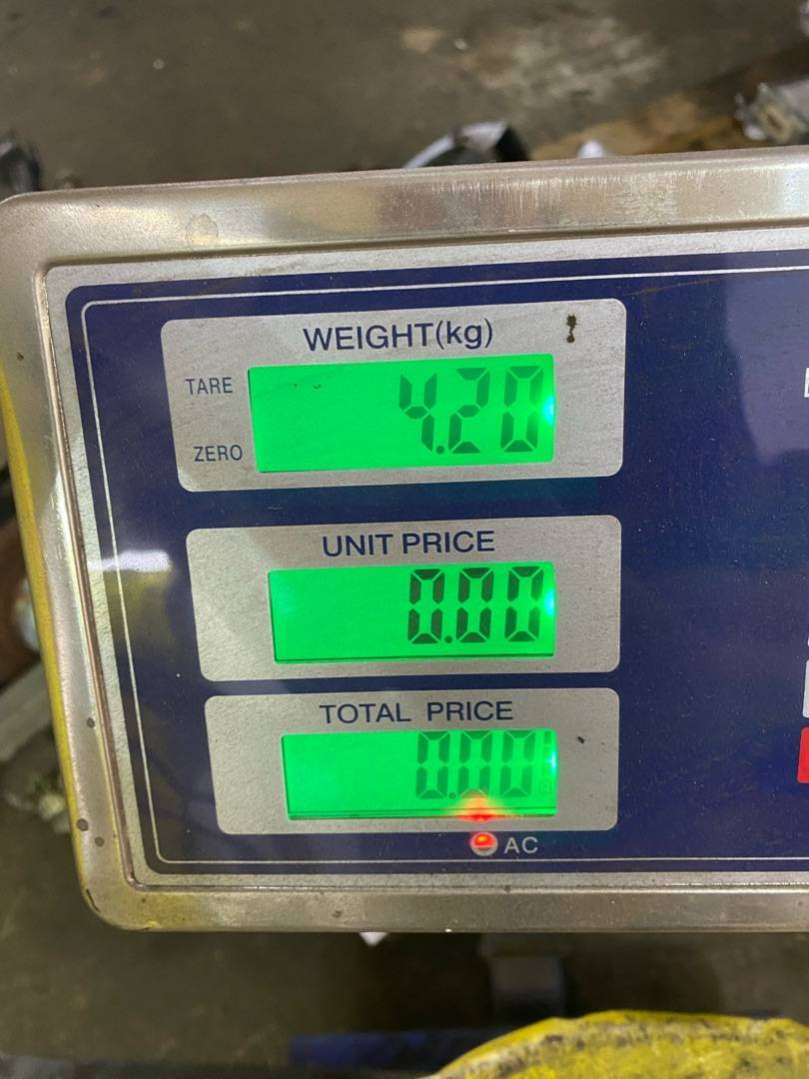 WEIGHT(kg)
TARE
4.20
ZERO
UNIT PRICE
0.00
TOTAL PRICE
0.00
AC